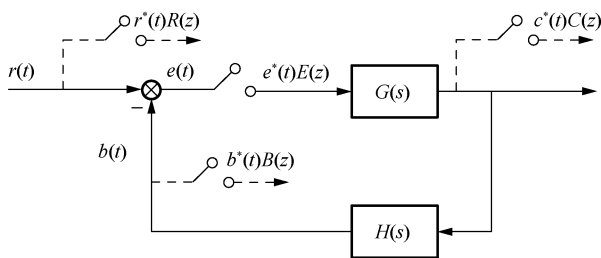 r*(t)R(z)
c*(t)C(z)
r(t)
e(t)
e*(t)E(z)
G(s)
−
b(t)
b*(t)B(z)
H(s)